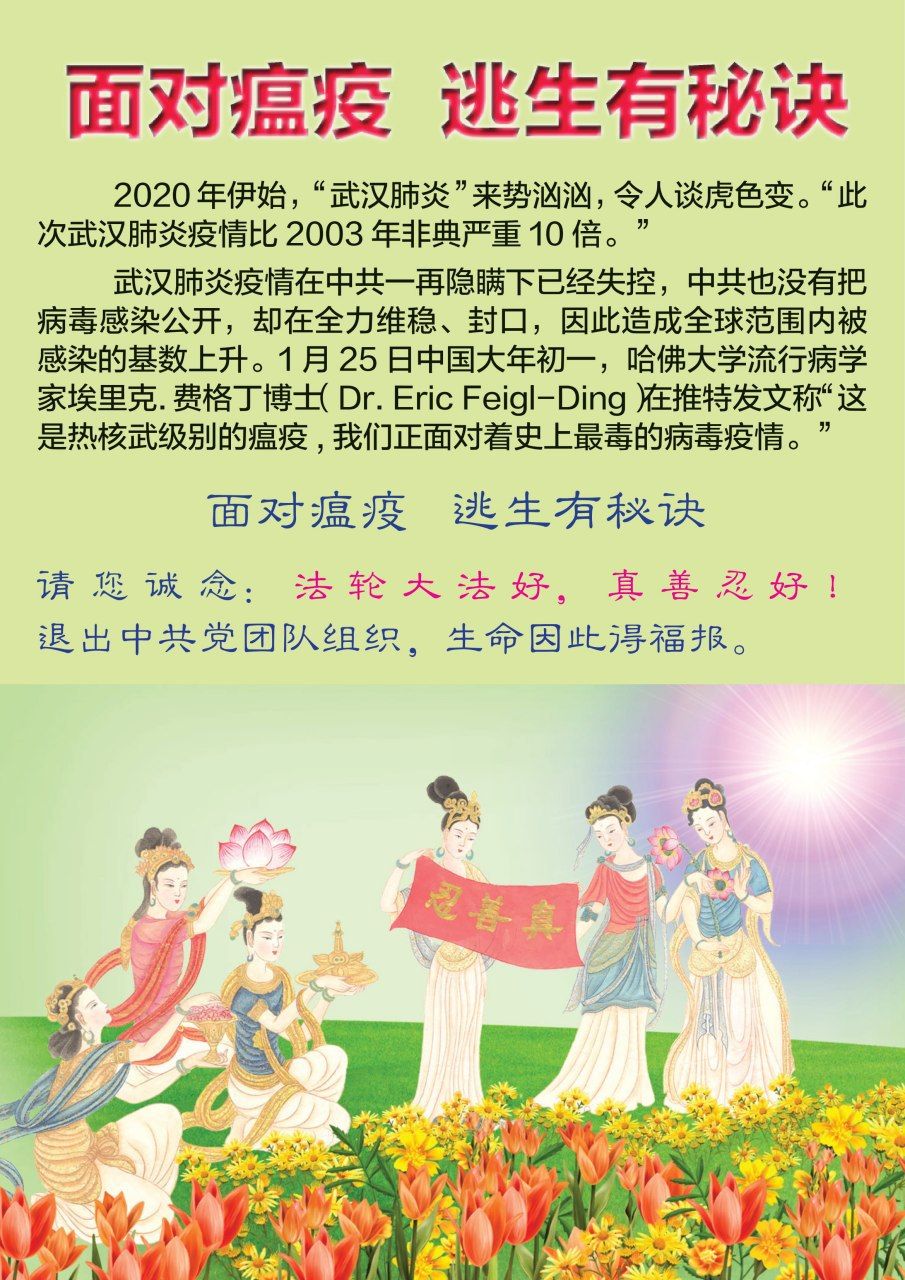 面对瘟疫 逃生有秘诀
2020 年伊始，“武汉肺炎”来势汹汹，令人谈虎色变。“此
次武汉肺炎疫情比 2003 年非典严重 10 倍。”
武汉肺炎疫情在中共一再隐瞒下已经失控，中共也没有把
病毒感染公开，却在全力维稳、封口，因此造成全球范围内被
感染的基数上升。1 月 25 日中国大年初一，哈佛大学流行病学
家埃里克．费格丁博士( Dr. Eric Feigl-Ding )在推特发文称“这
是热核武级别的瘟疫，我们正面对着史上最毒的病毒疫情。”
面对瘟疫 逃生有秘诀
请您诚念：法轮大法好，真善忍好！
退出中共党团队组织，生命因此得福报。
忍善真